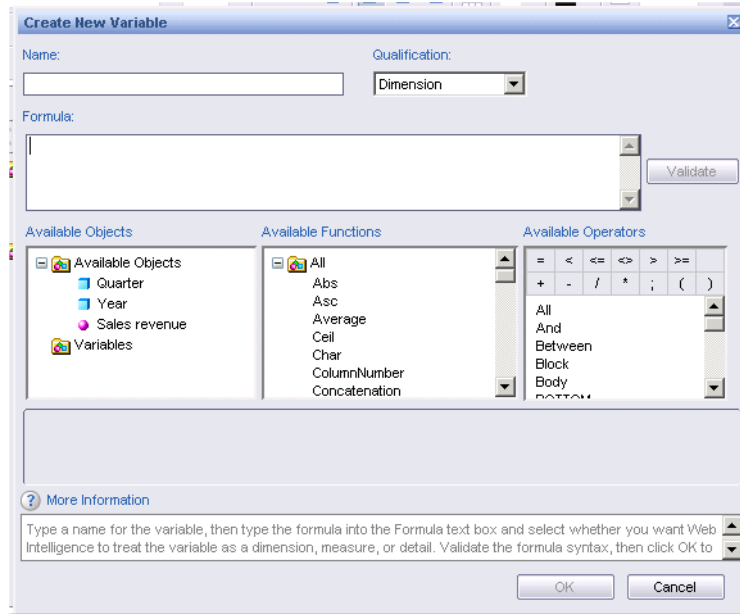 Create New Variable
Name:
Qualification:
Dimension
Formula:
Validate
Available Objects
Available Functions
Available Operators
Available Objects
Quarter
Year
Sales revenue
Variables
All
Abs
Asc
Average
Ceil
Char
ColumnNumber
Concatenation
= < <= <> > >=
+ - / * ; ( )
All
And
Between
Block
Body
BOTTOM
? More Information
Type a name for the variable, then type the formula into the Formula text box and select whether you want Web
Intelligence to treat the variable as a dimension, measure, or detail. Validate the formula syntax, then click OK to
OK
Cancel